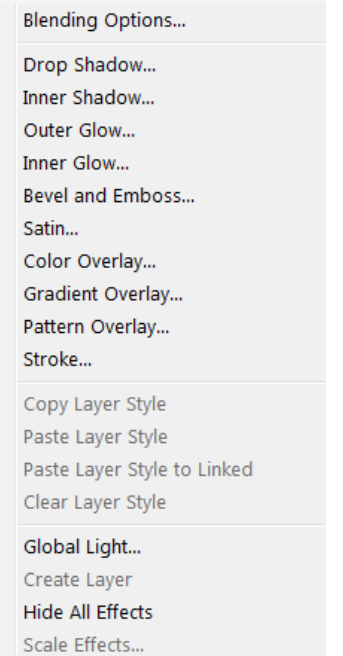 Blending Options...
Drop Shadow...
Inner Shadow...
Outer Glow...
Inner Glow...
Bevel and Emboss...
Satin...
Color Overlay...
Gradient Overlay...
Pattern Overlay...
Stroke...
Copy Layer Style
Paste Layer Style
Paste Layer Style to Linked
Clear Layer Style
Global Light...
Create Layer
Hide All Effects
Scale Effects...